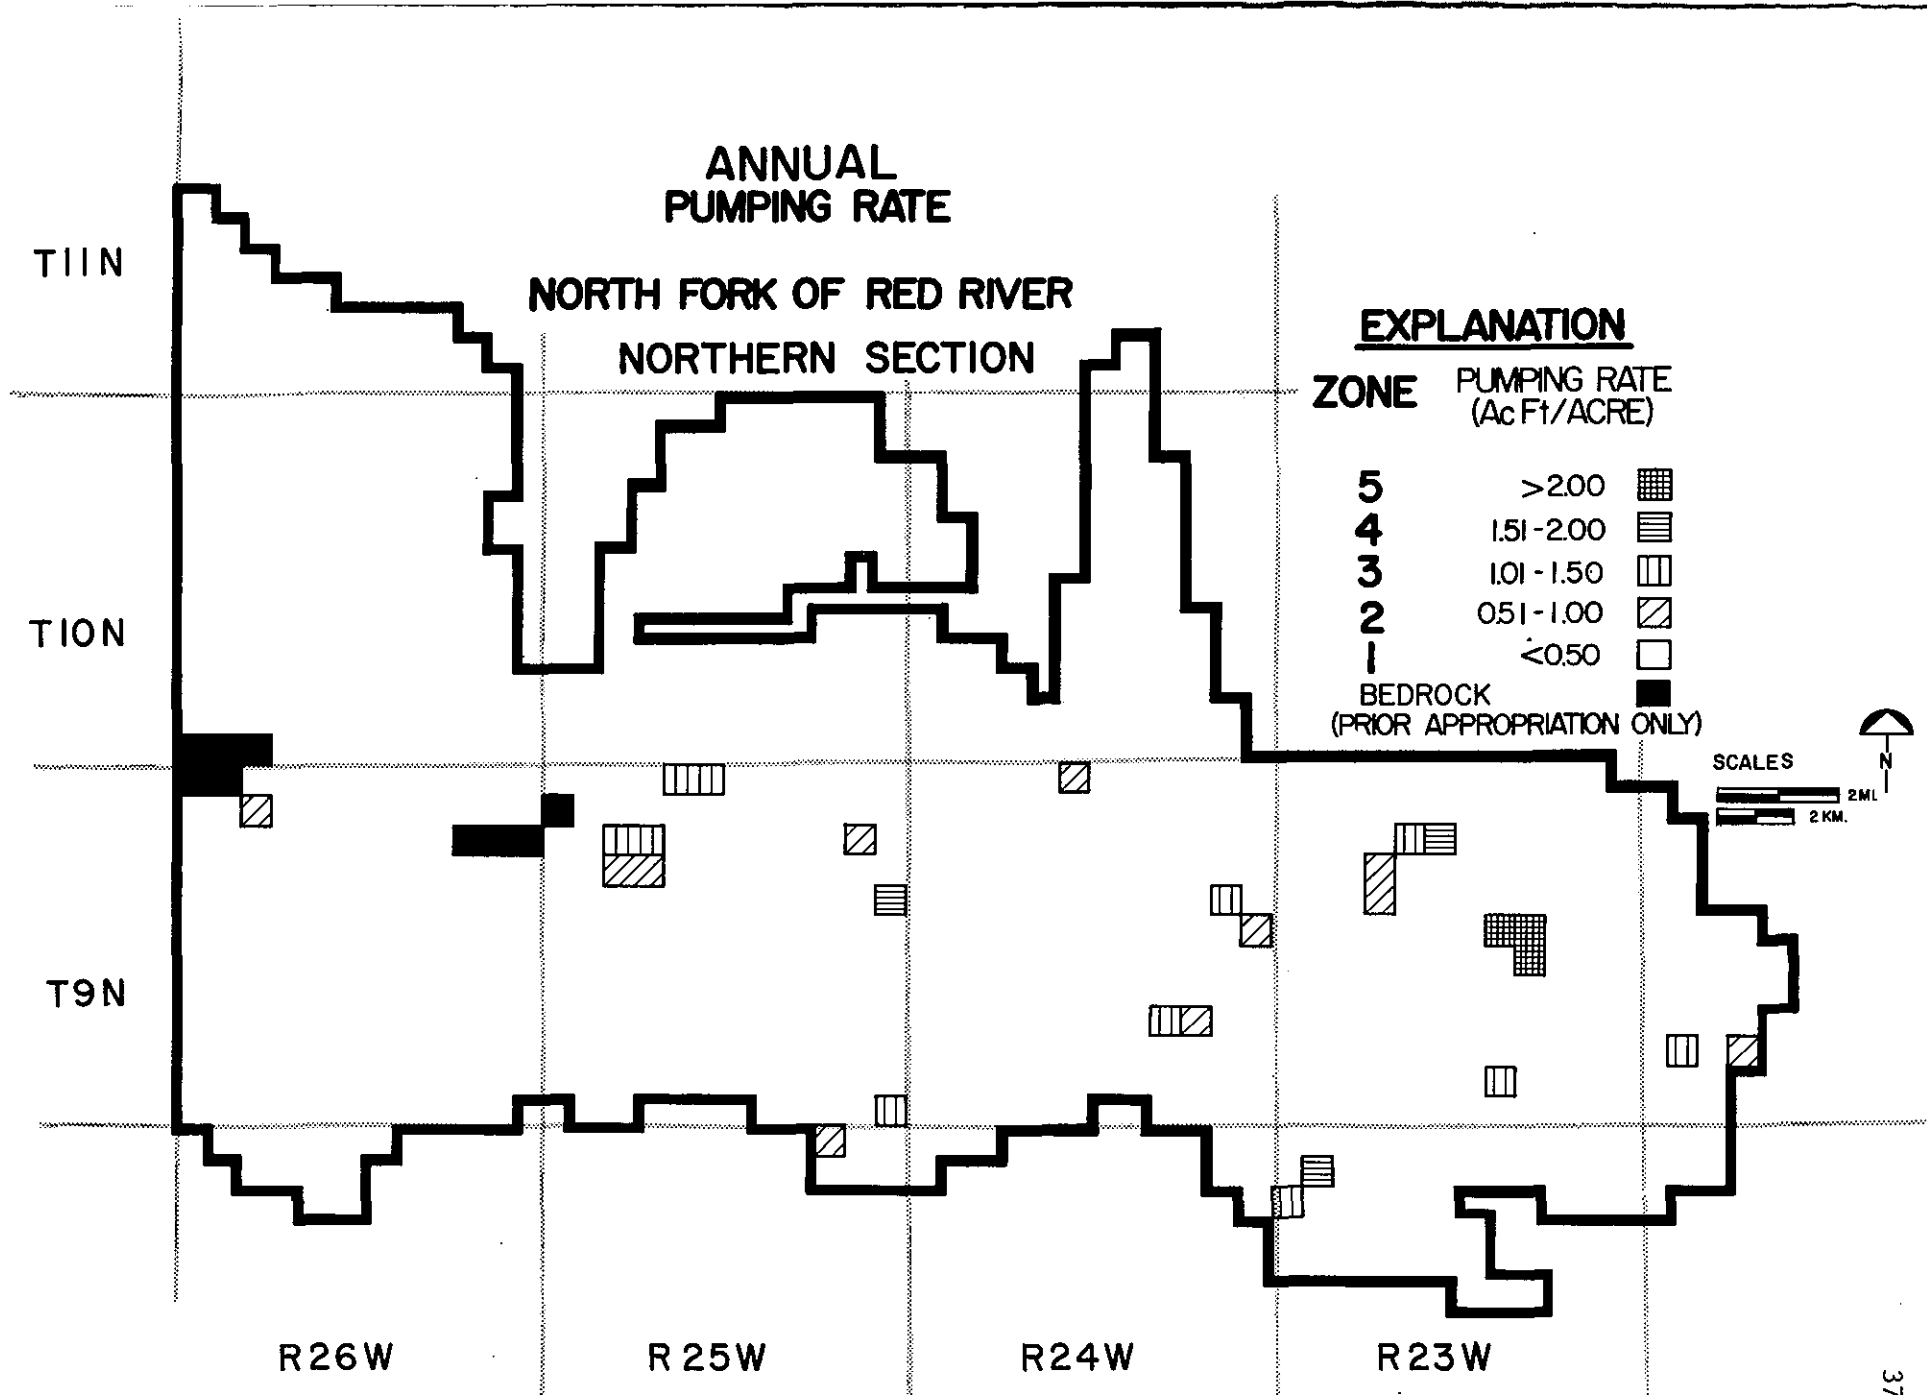 ANNUAL
PUMPING RATE
NORTH FORK OF RED RIVER
NORTHERN SECTION
T11N
T10N
T9N
EXPLANATION
ZONE PUMPING RATE
(Ac Ft/ACRE)
5 >2.00
4 1.51-2.00
3 1.01-1.50
2 0.51-1.00
1 <0.50
BEDROCK
(PRIOR APPROPRIATION ONLY)
SCALES
2 MI.
2 KM.
N
R26W R25W R24W R23W
37